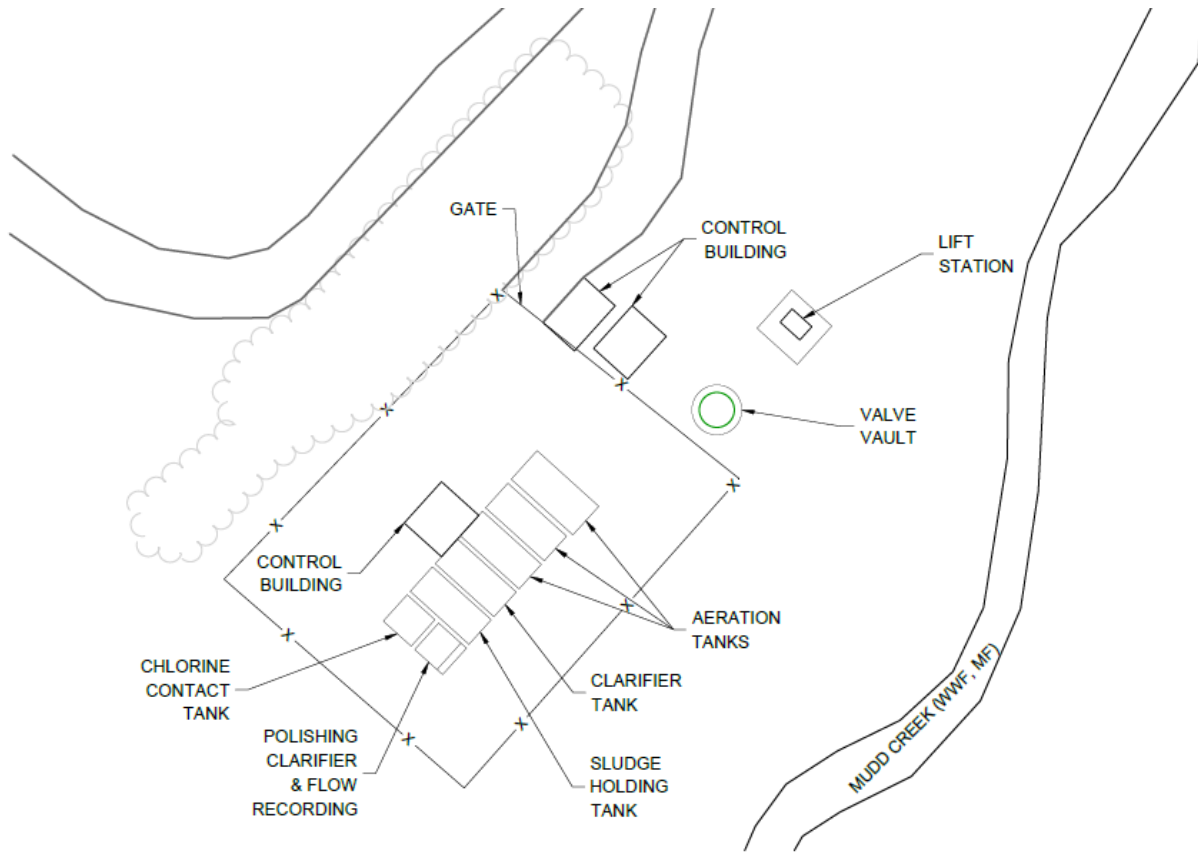 GATE
CONTROL
BUILDING
LIFT
STATION
VALVE
VAULT
CONTROL
BUILDING
AERATION
TANKS
CHLORINE
CONTACT
TANK
CLARIFIER
TANK
POLISHING
CLARIFIER
& FLOW
RECORDING
SLUDGE
HOLDING
TANK
MUDD CREEK (WWF, MF)
X
X
X
X
X
X
X
X
X